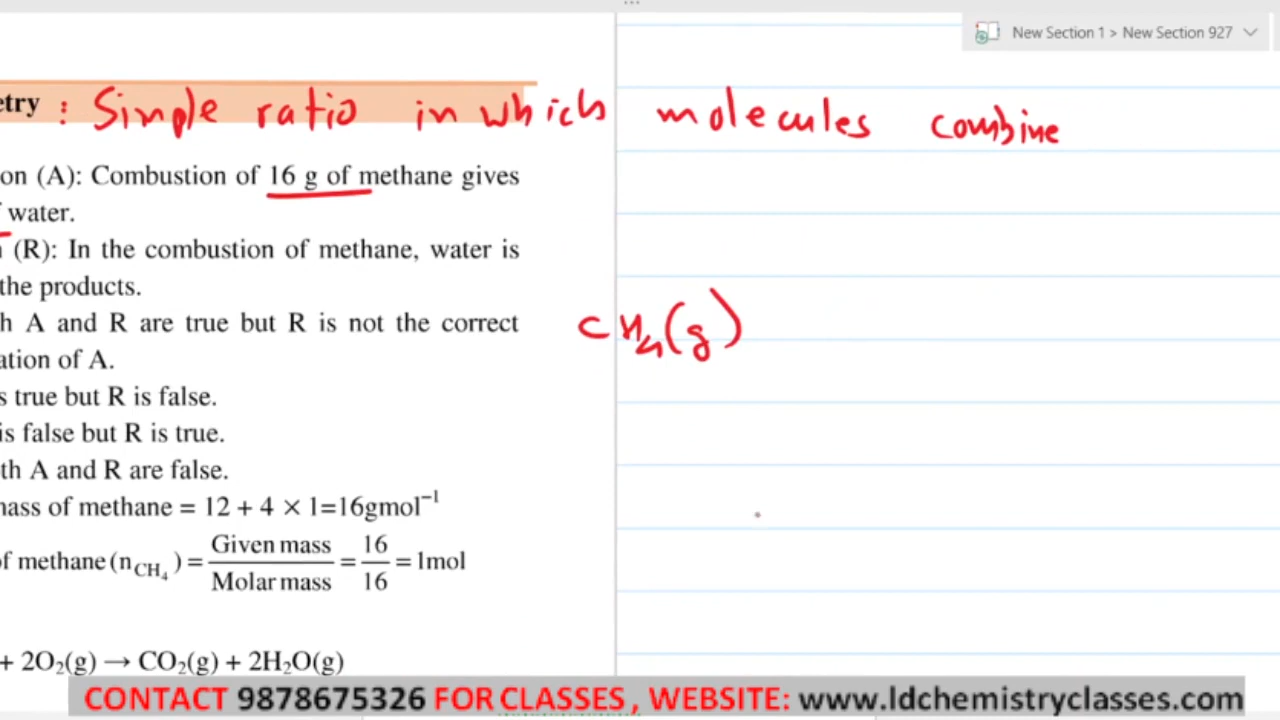 New Section 1 > New Section 927
etry : Simple ratio in which molecules combine
on (A): Combustion of 16 g of methane gives
water.
(R): In the combustion of methane, water is
the products.
h A and R are true but R is not the correct
ation of A.
s true but R is false.
is false but R is true.
th A and R are false.
CH₄(g)
mass of methane = 12 + 4 × 1=16gmol⁻¹
of methane (n_CH₄) = Given mass / Molar mass = 16 / 16 = 1mol
+ 2O₂(g) → CO₂(g) + 2H₂O(g)
CONTACT 9878675326 FOR CLASSES , WEBSITE: www.ldchemistryclasses.com